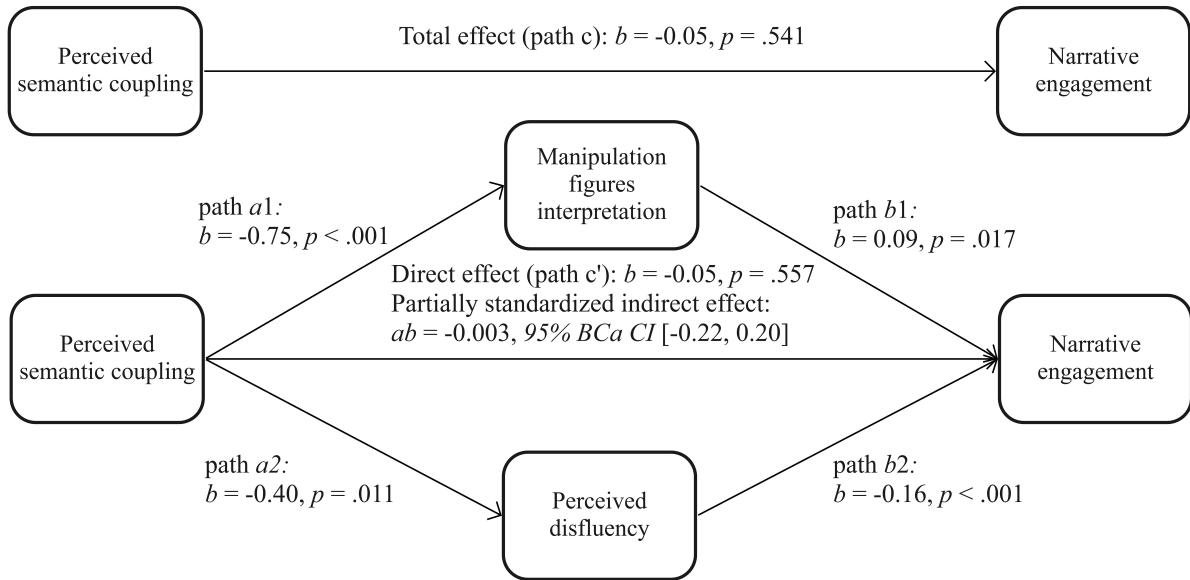 Perceived
semantic coupling
Total effect (path c): b = -0.05, p = .541
Narrative
engagement
Manipulation
figures
interpretation
path a1:
b = -0.75, p < .001
path b1:
b = 0.09, p = .017
Direct effect (path c'): b = -0.05, p = .557
Partially standardized indirect effect:
ab = -0.003, 95% BCa CI [-0.22, 0.20]
Perceived
semantic coupling
Narrative
engagement
path a2:
b = -0.40, p = .011
path b2:
b = -0.16, p < .001
Perceived
disfluency